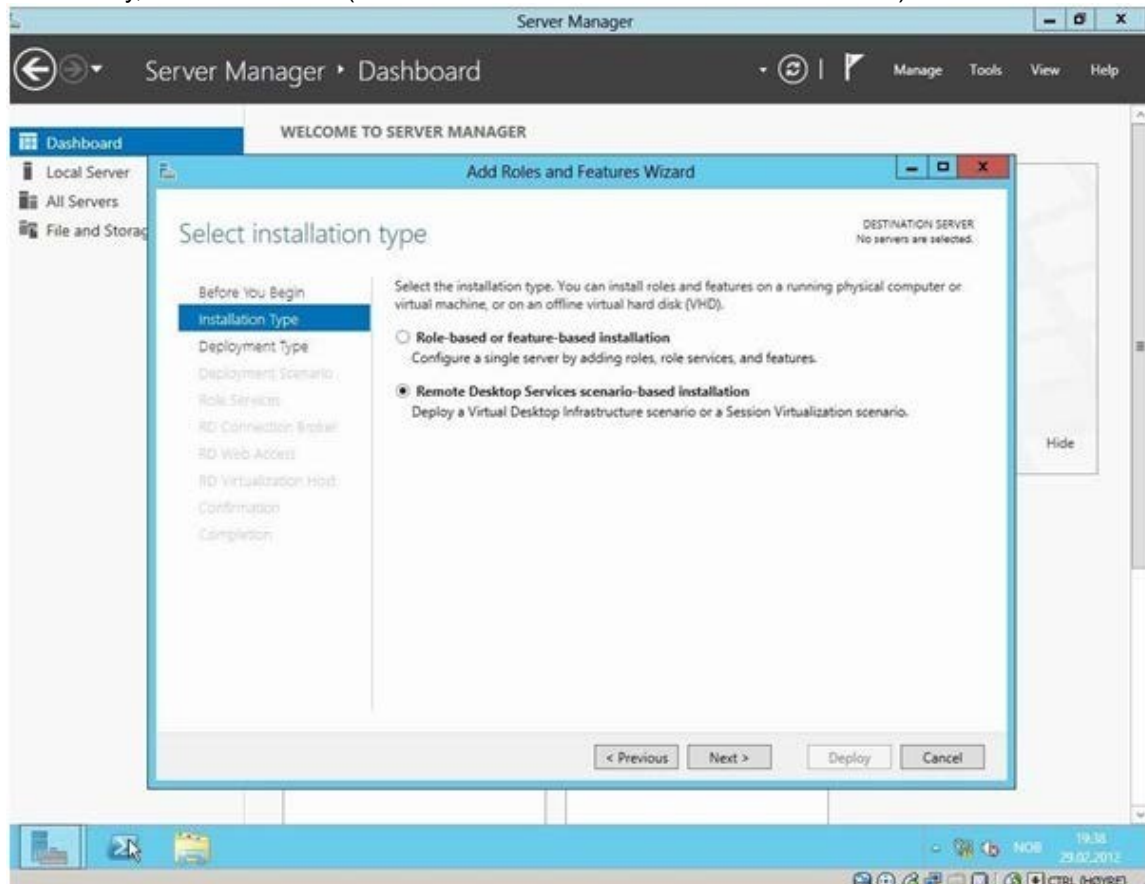 Server Manager
Server Manager • Dashboard
Manage Tools View Help
Dashboard
Local Server
All Servers
File and Storag
WELCOME TO SERVER MANAGER
Hide
Add Roles and Features Wizard
Select installation type
DESTINATION SERVER
No servers are selected.
Before You Begin
Installation Type
Deployment Type
Deployment Scenario
Role Services
RD Connection Broker
RD Web Access
RD Virtualization Host
Confirmation
Completion
Select the installation type. You can install roles and features on a running physical computer or
virtual machine, or on an offline virtual hard disk (VHD).
Role-based or feature-based installation
Configure a single server by adding roles, role services, and features.
Remote Desktop Services scenario-based installation
Deploy a Virtual Desktop Infrastructure scenario or a Session Virtualization scenario.
< Previous Next > Deploy Cancel
NOB 19:38
29.02.2012
CTRL (HØYRE)